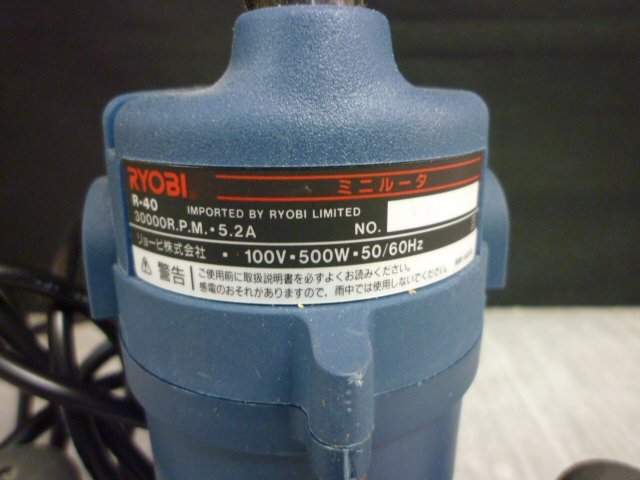 RYOBI ミニルータ
R-40 IMPORTED BY RYOBI LIMITED
30000R.P.M.・5.2A NO.
リョービ株式会社 ・ 100V・500W・50/60Hz
⚠警告 ご使用前に取扱説明書を必ずよくお読みください。
感電のおそれがありますので、雨中では使用しないでください。